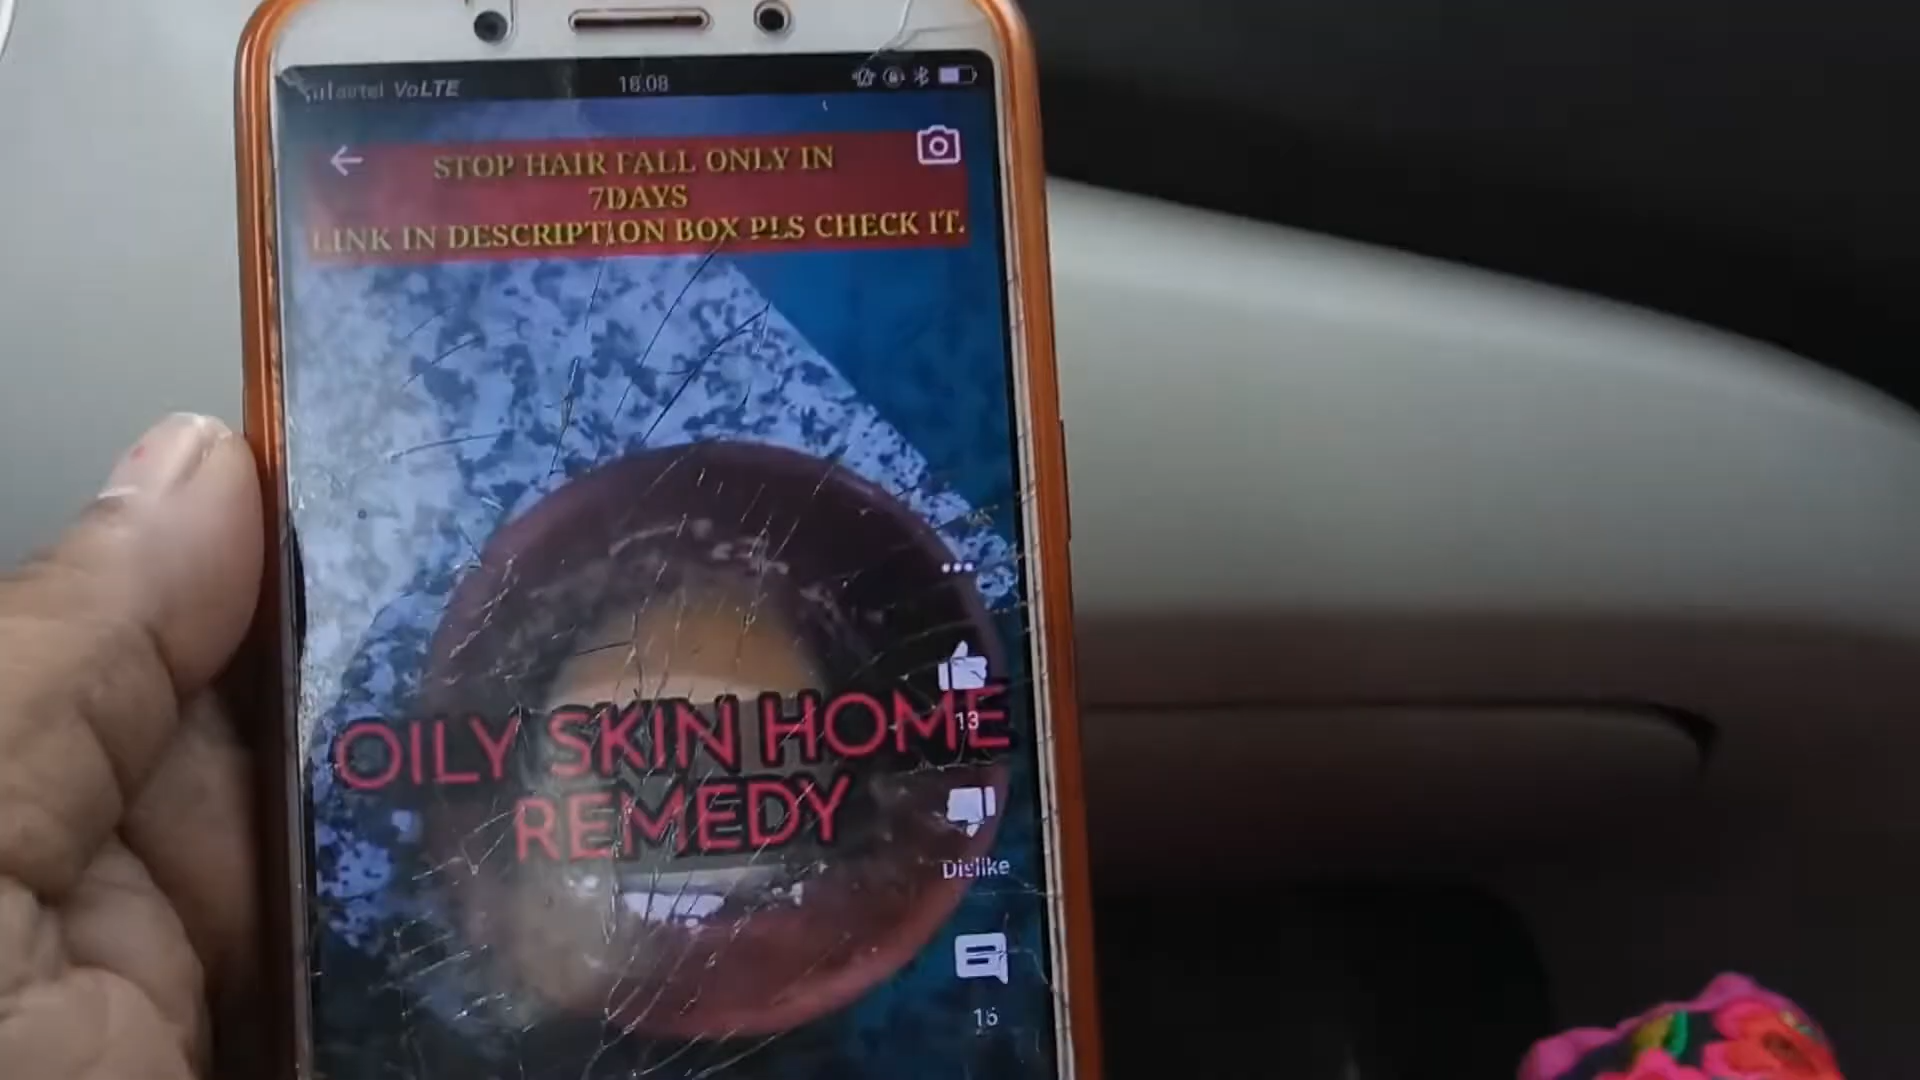 airtel VoLTE 18.08
STOP HAIR FALL ONLY IN
7DAYS
LINK IN DESCRIPTION BOX PLS CHECK IT.
OILY SKIN HOME
REMEDY
13
Dislike
16